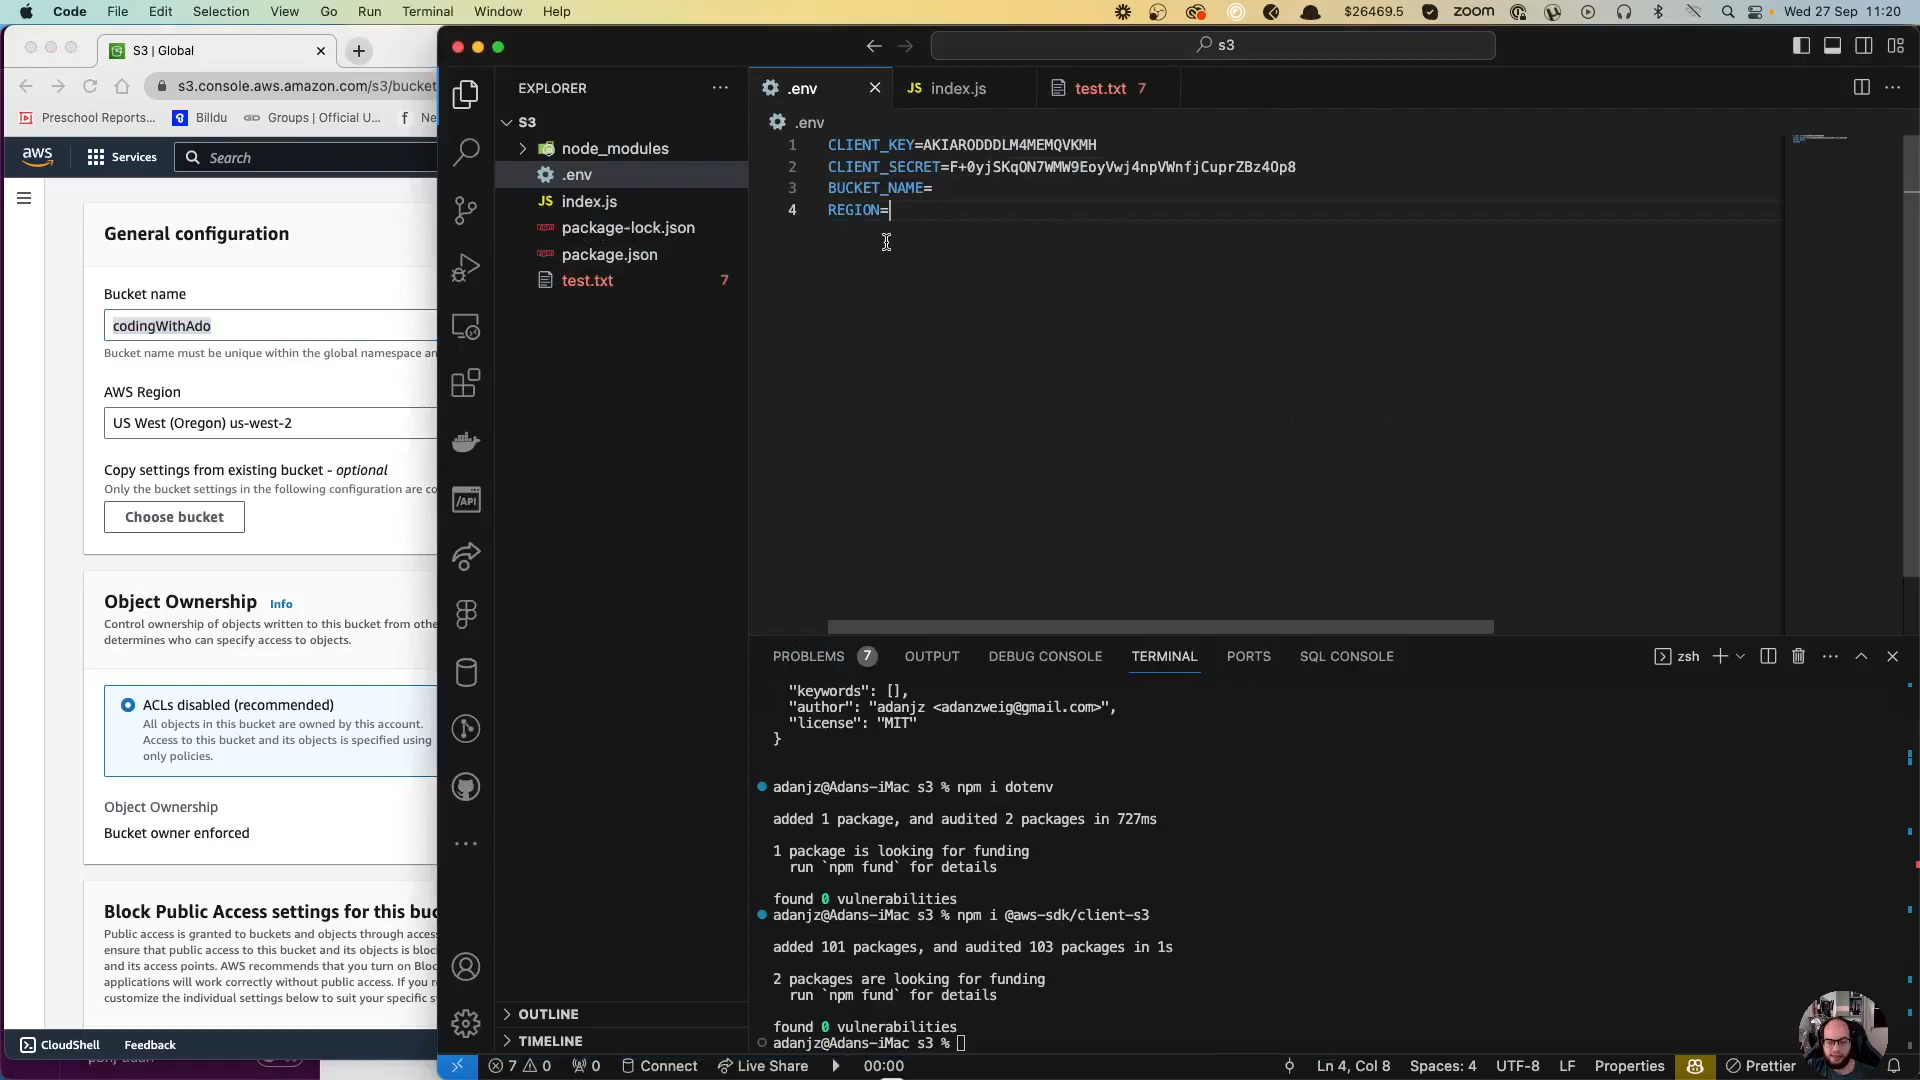 Code File Edit Selection View Go Run Terminal Window Help
$26469.5 zoom Wed 27 Sep 11:20
S3 | Global
s3.console.aws.amazon.com/s3/bucket
Preschool Reports... Billdu Groups | Official U... Ne
aws Services Search
General configuration
Bucket name
codingWithAdo
Bucket name must be unique within the global namespace an
AWS Region
US West (Oregon) us-west-2
Copy settings from existing bucket - optional
Only the bucket settings in the following configuration are co
Choose bucket
Object Ownership Info
Control ownership of objects written to this bucket from othe
determines who can specify access to objects.
ACLs disabled (recommended)
All objects in this bucket are owned by this account.
Access to this bucket and its objects is specified using
only policies.
Object Ownership
Bucket owner enforced
Block Public Access settings for this buc
Public access is granted to buckets and objects through access
ensure that public access to this bucket and its objects is bloc
and its access points. AWS recommends that you turn on Bloc
applications will work correctly without public access. If you r
customize the individual settings below to suit your specific s
CloudShell Feedback
s3
EXPLORER
S3
node_modules
.env
index.js
package-lock.json
package.json
test.txt 7
OUTLINE
TIMELINE
.env index.js test.txt 7
.env
1 CLIENT_KEY=AKIARODDDLM4MEMQVKMH
2 CLIENT_SECRET=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
3 BUCKET_NAME=
4 REGION=
PROBLEMS 7 OUTPUT DEBUG CONSOLE TERMINAL PORTS SQL CONSOLE
zsh
"keywords": [],
"author": "adanjz <adanzweig@gmail.com>",
"license": "MIT"
}
adanjz@Adans-iMac s3 % npm i dotenv
added 1 package, and audited 2 packages in 727ms
1 package is looking for funding
run `npm fund` for details
found 0 vulnerabilities
adanjz@Adans-iMac s3 % npm i @aws-sdk/client-s3
added 101 packages, and audited 103 packages in 1s
2 packages are looking for funding
run `npm fund` for details
found 0 vulnerabilities
adanjz@Adans-iMac s3 %
7 0 0 Connect Live Share 00:00
Ln 4, Col 8 Spaces: 4 UTF-8 LF Properties Prettier